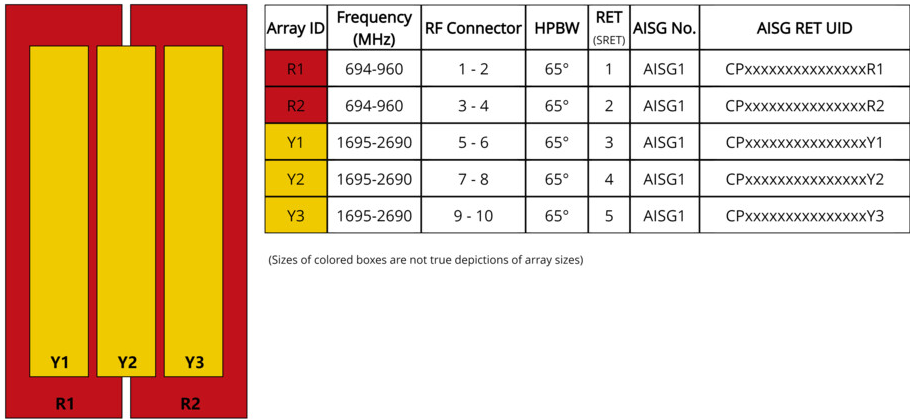 Array ID Frequency (MHz) RF Connector HPBW RET (SRET) AISG No. AISG RET UID
R1 694-960 1 - 2 65° 1 AISG1 CPxxxxxxxxxxxxxxxR1
R2 694-960 3 - 4 65° 2 AISG1 CPxxxxxxxxxxxxxxxR2
Y1 1695-2690 5 - 6 65° 3 AISG1 CPxxxxxxxxxxxxxxxY1
Y2 1695-2690 7 - 8 65° 4 AISG1 CPxxxxxxxxxxxxxxxY2
Y3 1695-2690 9 - 10 65° 5 AISG1 CPxxxxxxxxxxxxxxxY3
(Sizes of colored boxes are not true depictions of array sizes)
Y1 Y2 Y3
R1 R2